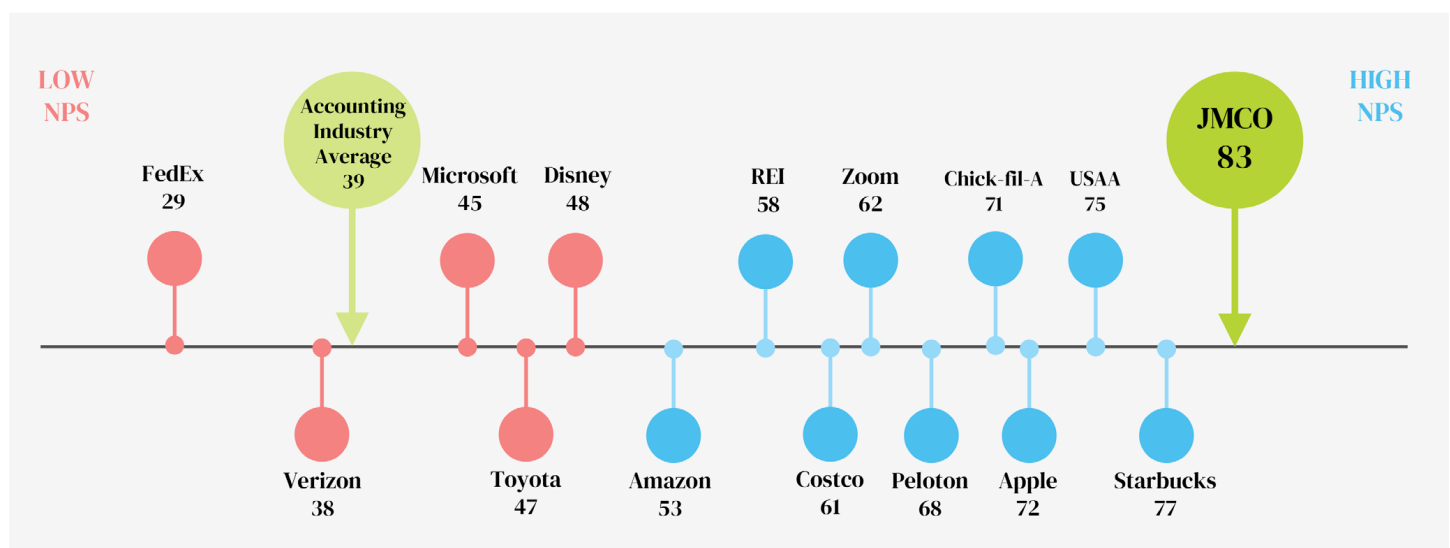 LOW
NPS
Accounting
Industry
Average
39
JMCO
83
HIGH
NPS
FedEx
29
Microsoft
45
Disney
48
REI
58
Zoom
62
Chick-fil-A
71
USAA
75
Verizon
38
Toyota
47
Amazon
53
Costco
61
Peloton
68
Apple
72
Starbucks
77